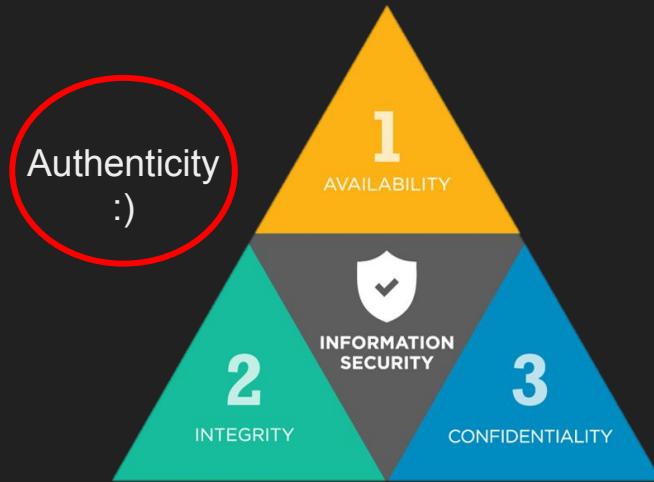 Authenticity
:)
1
AVAILABILITY
INFORMATION
SECURITY
2
INTEGRITY
3
CONFIDENTIALITY